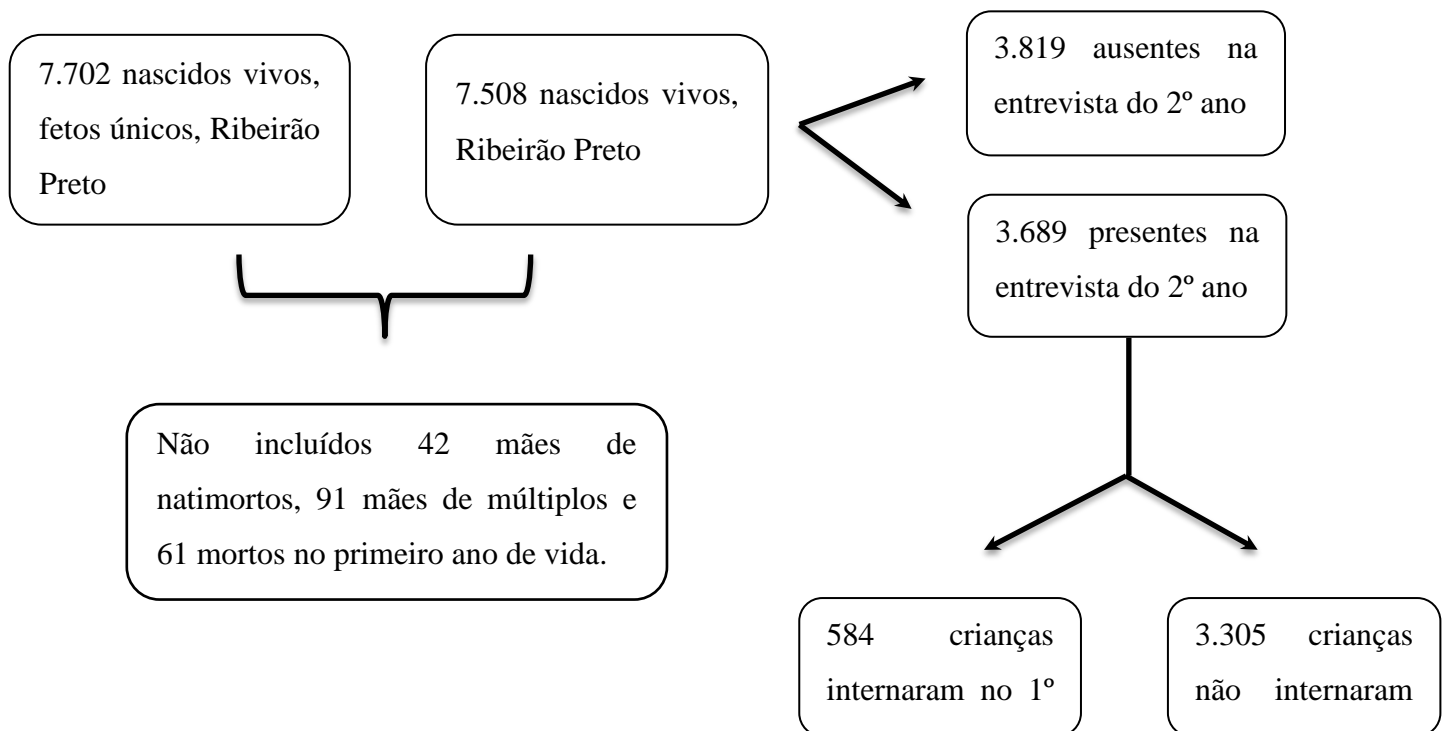 7.702 nascidos vivos,
fetos únicos, Ribeirão
Preto
7.508 nascidos vivos,
Ribeirão Preto
3.819 ausentes na
entrevista do 2º ano
3.689 presentes na
entrevista do 2º ano
Não incluídos 42 mães de
natimortos, 91 mães de múltiplos e
61 mortos no primeiro ano de vida.
584 crianças
internaram no 1º
3.305 crianças
não internaram